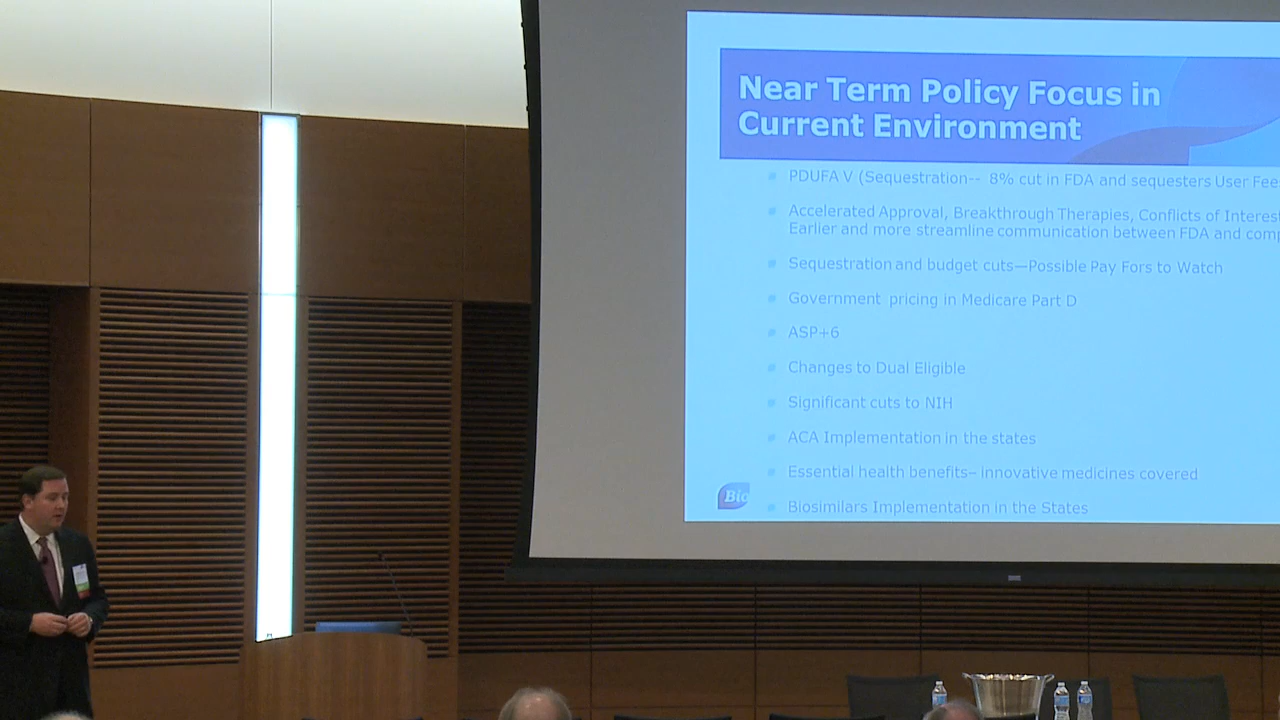 Near Term Policy Focus in
Current Environment
PDUFA V (Sequestration-- 8% cut in FDA and sequesters User Fee
Accelerated Approval, Breakthrough Therapies, Conflicts of Interest
Earlier and more streamline communication between FDA and comp
Sequestration and budget cuts—Possible Pay Fors to Watch
Government pricing in Medicare Part D
ASP+6
Changes to Dual Eligible
Significant cuts to NIH
ACA Implementation in the states
Essential health benefits– innovative medicines covered
Bio
Biosimilars Implementation in the States